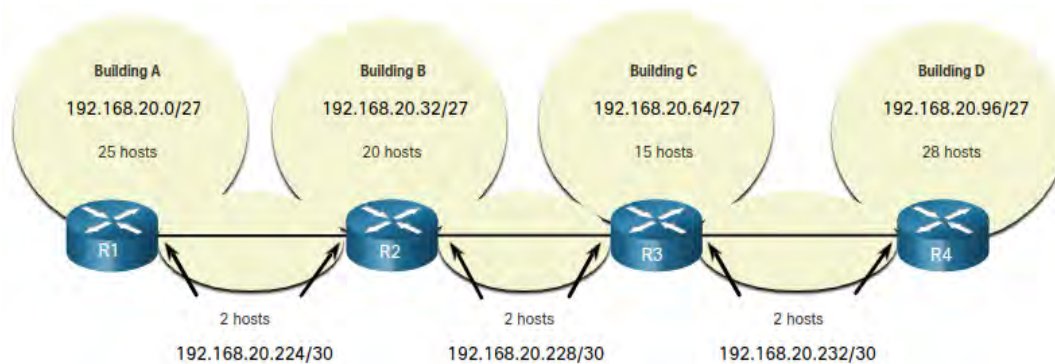 Building A
192.168.20.0/27
25 hosts
Building B
192.168.20.32/27
20 hosts
Building C
192.168.20.64/27
15 hosts
Building D
192.168.20.96/27
28 hosts
R1
R2
R3
R4
2 hosts
192.168.20.224/30
2 hosts
192.168.20.228/30
2 hosts
192.168.20.232/30